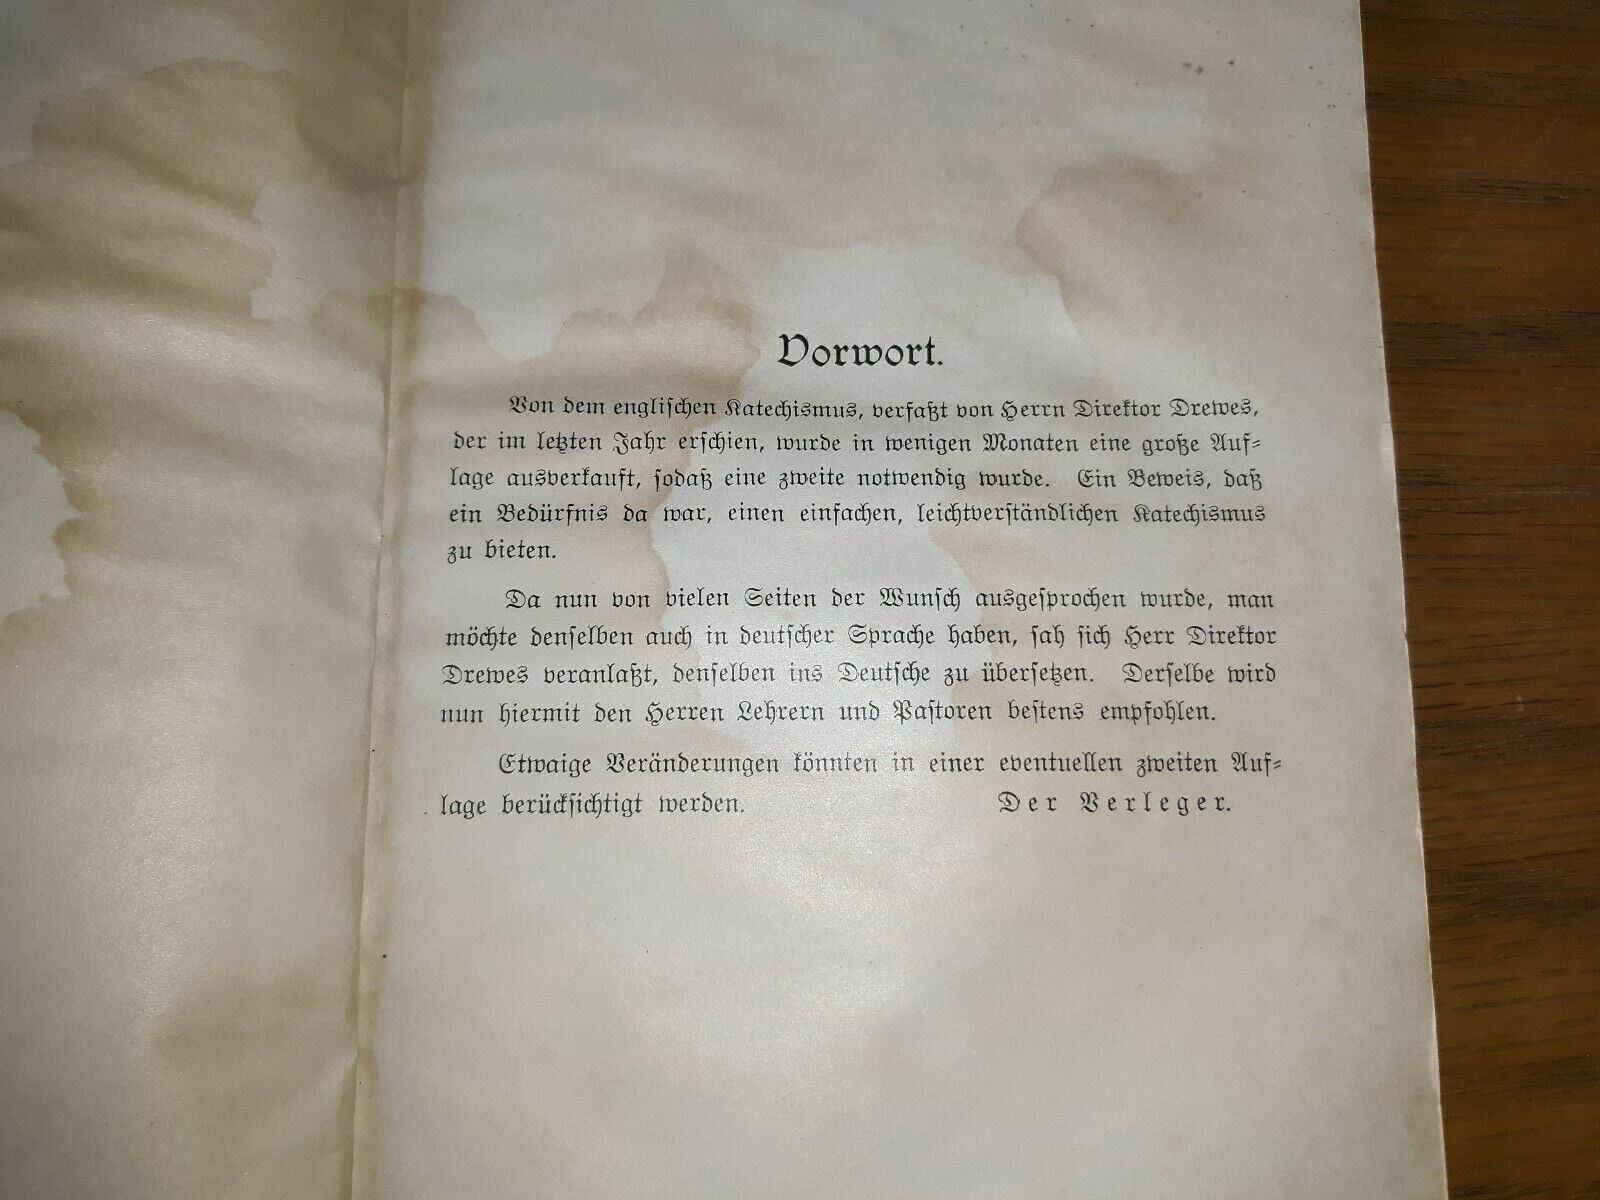 Vorwort.
Von dem englischen Katechismus, verfaßt von Herrn Direktor Drewes,
der im letzten Jahr erschien, wurde in wenigen Monaten eine große Auf-
lage ausverkauft, sodaß eine zweite notwendig wurde. Ein Beweis, daß
ein Bedürfnis da war, einen einfachen, leichtverständlichen Katechismus
zu bieten.
Da nun von vielen Seiten der Wunsch ausgesprochen wurde, man
möchte denselben auch in deutscher Sprache haben, sah sich Herr Direktor
Drewes veranlaßt, denselben ins Deutsche zu übersetzen. Derselbe wird
nun hiermit den Herren Lehrern und Pastoren bestens empfohlen.
Etwaige Veränderungen könnten in einer eventuellen zweiten Auf-
lage berücksichtigt werden. Der Verleger.